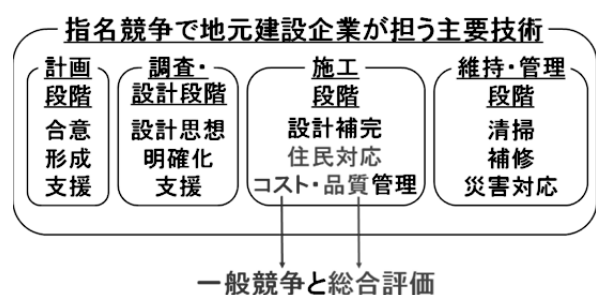 指名競争で地元建設企業が担う主要技術
計画
段階
合意
形成
支援
調査・
設計段階
設計思想
明確化
支援
施工
段階
設計補完
住民対応
コスト・品質管理
維持・管理
段階
清掃
補修
災害対応
一般競争と総合評価